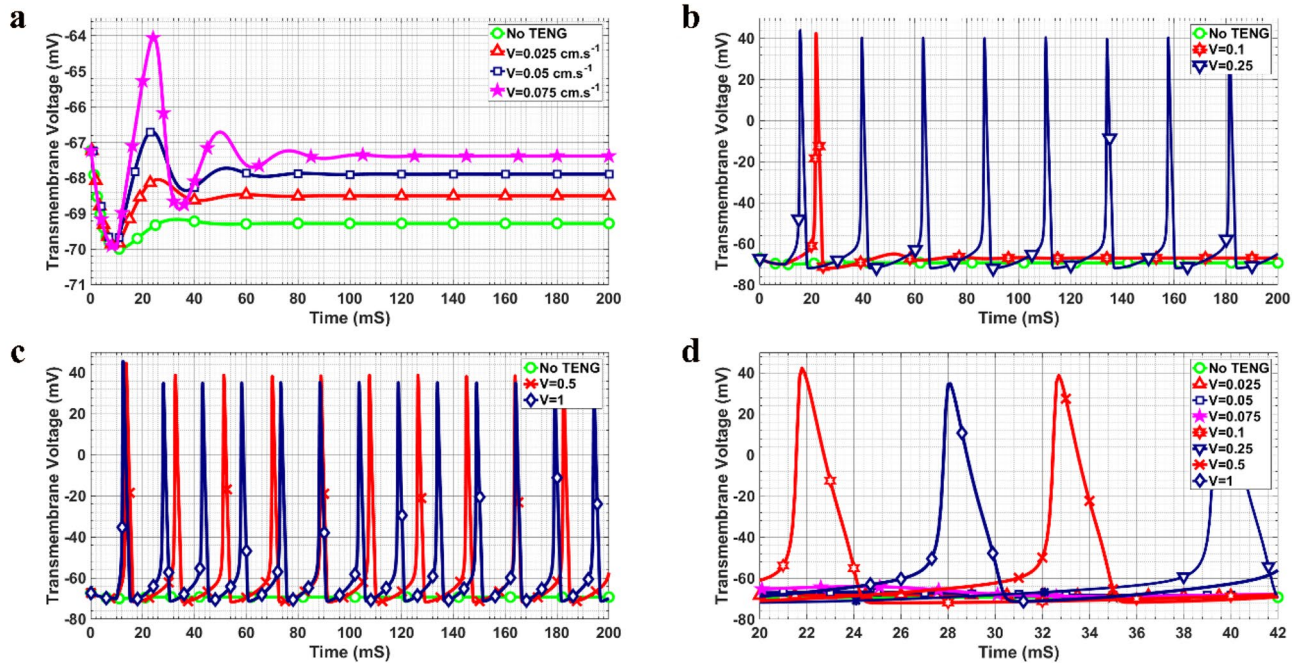 a
Transmembrane Voltage (mV)
-64
-65
-66
-67
-68
-69
-70
-71
0 20 40 60 80 100 120 140 160 180 200
Time (mS)
No TENG
V=0.025 cm.s⁻¹
V=0.05 cm.s⁻¹
V=0.075 cm.s⁻¹
b
Transmembrane Voltage (mV)
40
20
0
-20
-40
-60
-80
0 20 40 60 80 100 120 140 160 180 200
Time (mS)
No TENG
V=0.1
V=0.25
c
Transmembrane Voltage (mV)
40
20
0
-20
-40
-60
-80
0 20 40 60 80 100 120 140 160 180 200
Time (mS)
No TENG
V=0.5
V=1
d
Transmembrane Voltage (mV)
40
20
0
-20
-40
-60
-80
20 22 24 26 28 30 32 34 36 38 40 42
Time (mS)
No TENG
V=0.025
V=0.05
V=0.075
V=0.1
V=0.25
V=0.5
V=1